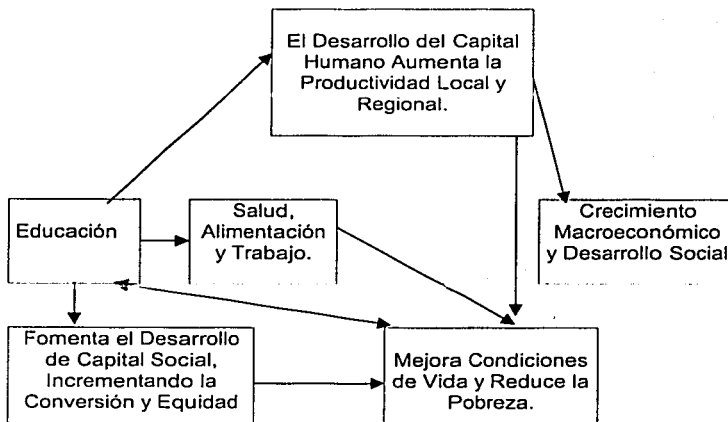 El Desarrollo del Capital
Humano Aumenta la
Productividad Local y
Regional.
Educación
Salud,
Alimentación
y Trabajo.
Crecimiento
Macroeconómico
y Desarrollo Social
Fomenta el Desarrollo
de Capital Social,
Incrementando la
Conversión y Equidad
Mejora Condiciones
de Vida y Reduce la
Pobreza.